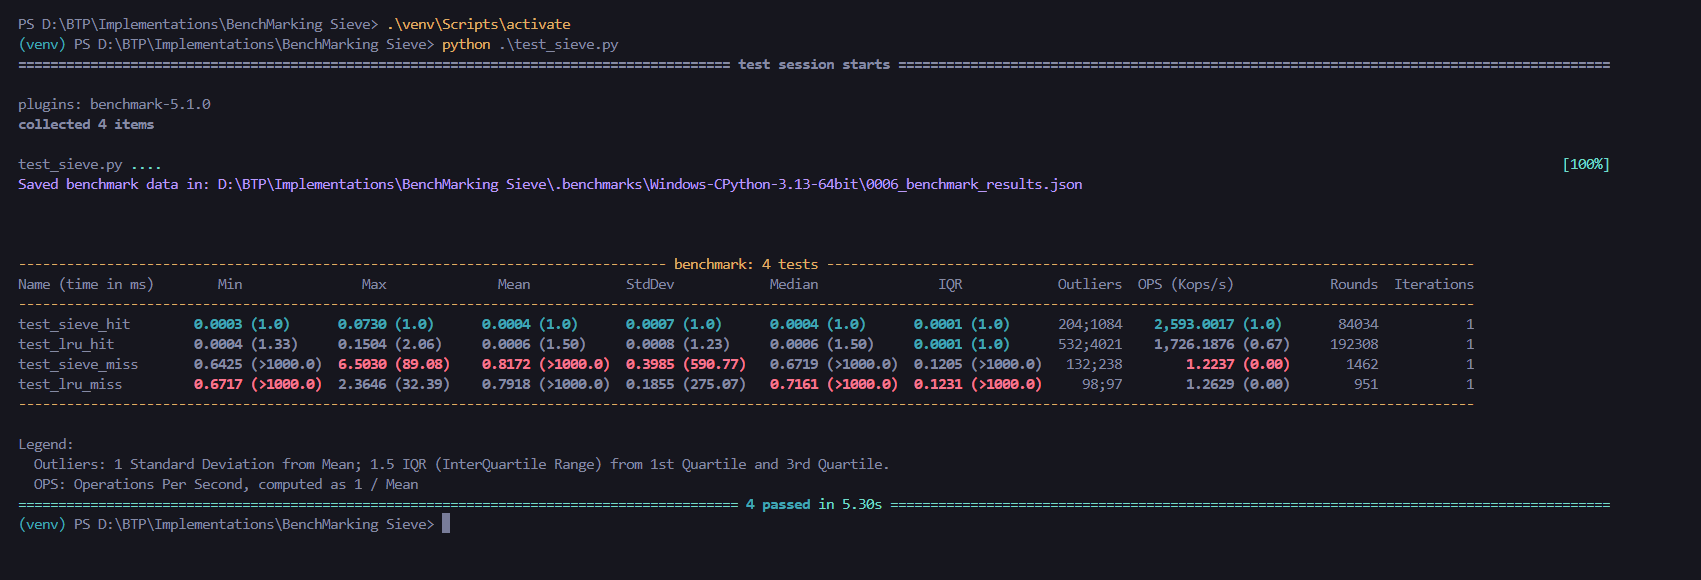 PS D:\BTP\Implementations\BenchMarking Sieve> .\venv\Scripts\activate
(venv) PS D:\BTP\Implementations\BenchMarking Sieve> python .\test_sieve.py
========================================================================================= test session starts =========================================================================================
plugins: benchmark-5.1.0
collected 4 items
test_sieve.py .... [100%]
Saved benchmark data in: D:\BTP\Implementations\BenchMarking Sieve\.benchmarks\Windows-CPython-3.13-64bit\0006_benchmark_results.json
--------------------------------------------------------------------------------- benchmark: 4 tests ---------------------------------------------------------------------------------
Name (time in ms) Min Max Mean StdDev Median IQR Outliers OPS (Kops/s) Rounds Iterations
--------------------------------------------------------------------------------------------------------------------------------------------------------------------------------------
test_sieve_hit 0.0003 (1.0) 0.0730 (1.0) 0.0004 (1.0) 0.0007 (1.0) 0.0004 (1.0) 0.0001 (1.0) 204;1084 2,593.0017 (1.0) 84034 1
test_lru_hit 0.0004 (1.33) 0.1504 (2.06) 0.0006 (1.50) 0.0008 (1.23) 0.0006 (1.50) 0.0001 (1.0) 532;4021 1,726.1876 (0.67) 192308 1
test_sieve_miss 0.6425 (>1000.0) 6.5030 (89.08) 0.8172 (>1000.0) 0.3985 (590.77) 0.6719 (>1000.0) 0.1205 (>1000.0) 132;238 1.2237 (0.00) 1462 1
test_lru_miss 0.6717 (>1000.0) 2.3646 (32.39) 0.7918 (>1000.0) 0.1855 (275.07) 0.7161 (>1000.0) 0.1231 (>1000.0) 98;97 1.2629 (0.00) 951 1
--------------------------------------------------------------------------------------------------------------------------------------------------------------------------------------
Legend:
Outliers: 1 Standard Deviation from Mean; 1.5 IQR (InterQuartile Range) from 1st Quartile and 3rd Quartile.
OPS: Operations Per Second, computed as 1 / Mean
========================================================================================== 4 passed in 5.30s ==========================================================================================
(venv) PS D:\BTP\Implementations\BenchMarking Sieve>